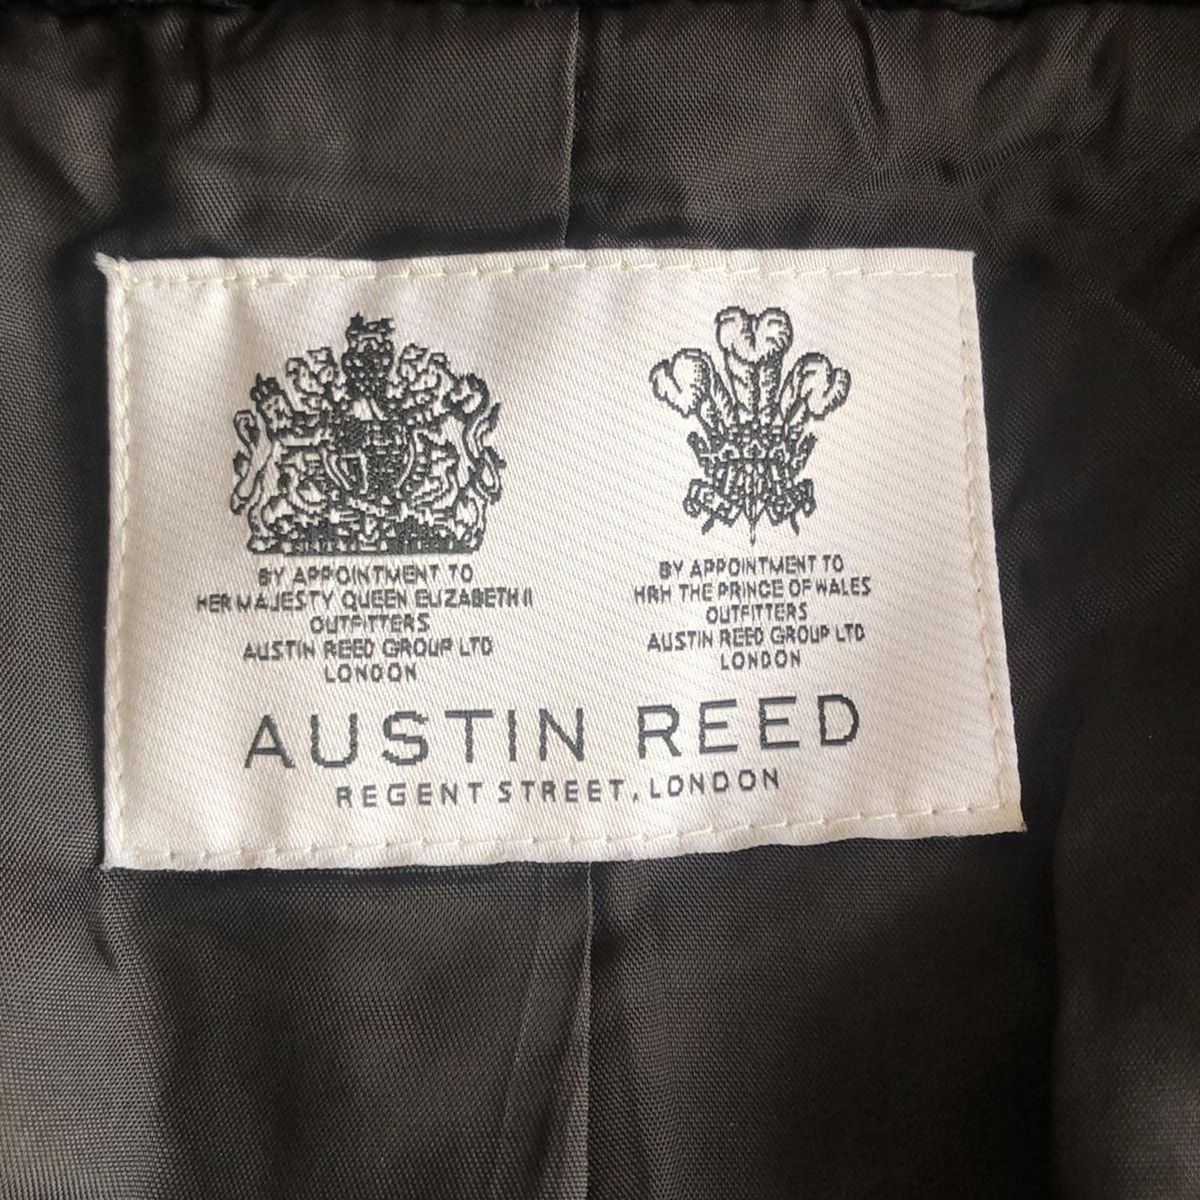 BY APPOINTMENT TO
HER MAJESTY QUEEN ELIZABETH II
OUTFITTERS
AUSTIN REED GROUP LTD
LONDON
BY APPOINTMENT TO
HRH THE PRINCE OF WALES
OUTFITTERS
AUSTIN REED GROUP LTD
LONDON
AUSTIN REED
REGENT STREET, LONDON